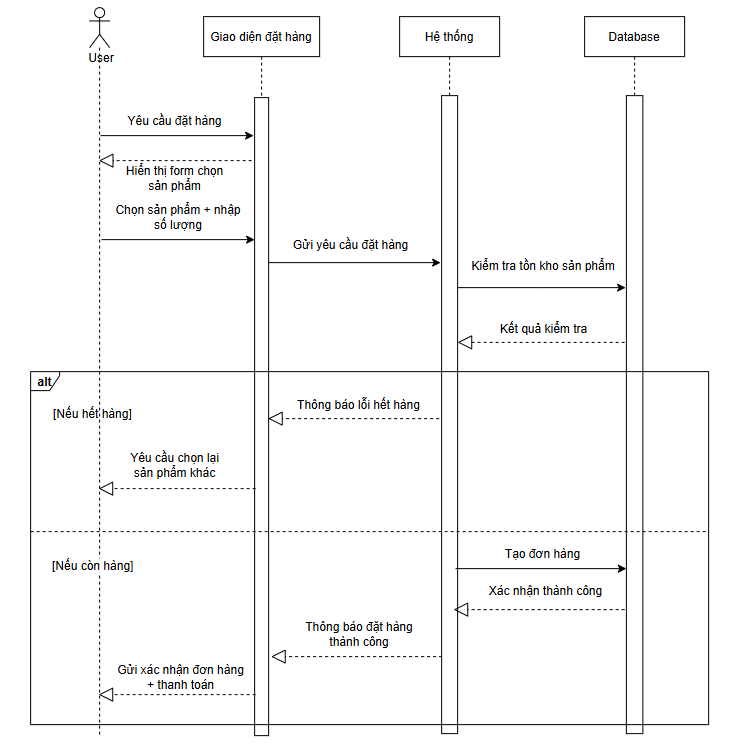 User
Giao diện đặt hàng
Hệ thống
Database
Yêu cầu đặt hàng
Hiển thị form chọn
sản phẩm
Chọn sản phẩm + nhập
số lượng
Gửi yêu cầu đặt hàng
Kiểm tra tồn kho sản phẩm
Kết quả kiểm tra
alt
[Nếu hết hàng]
Thông báo lỗi hết hàng
Yêu cầu chọn lại
sản phẩm khác
[Nếu còn hàng]
Tạo đơn hàng
Xác nhận thành công
Thông báo đặt hàng
thành công
Gửi xác nhận đơn hàng
+ thanh toán